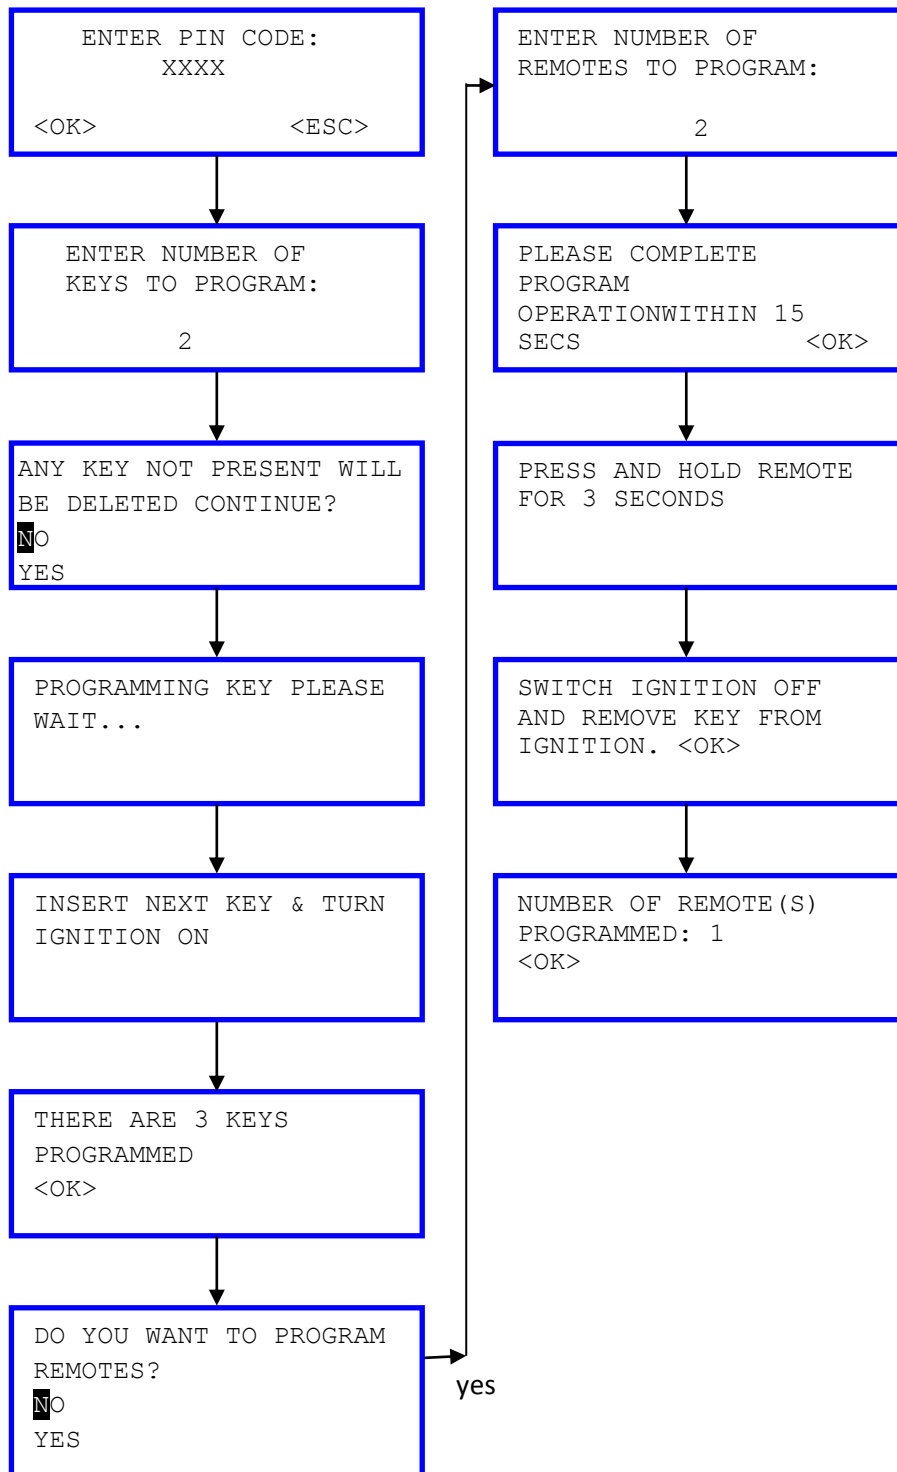 ENTER PIN CODE:
XXXX
<OK> <ESC>
ENTER NUMBER OF
KEYS TO PROGRAM:
2
ANY KEY NOT PRESENT WILL
BE DELETED CONTINUE?
NO
YES
PROGRAMMING KEY PLEASE
WAIT...
INSERT NEXT KEY & TURN
IGNITION ON
THERE ARE 3 KEYS
PROGRAMMED
<OK>
DO YOU WANT TO PROGRAM
REMOTES?
NO
YES
yes
ENTER NUMBER OF
REMOTES TO PROGRAM:
2
PLEASE COMPLETE
PROGRAM
OPERATIONWITHIN 15
SECS <OK>
PRESS AND HOLD REMOTE
FOR 3 SECONDS
SWITCH IGNITION OFF
AND REMOVE KEY FROM
IGNITION. <OK>
NUMBER OF REMOTE(S)
PROGRAMMED: 1
<OK>